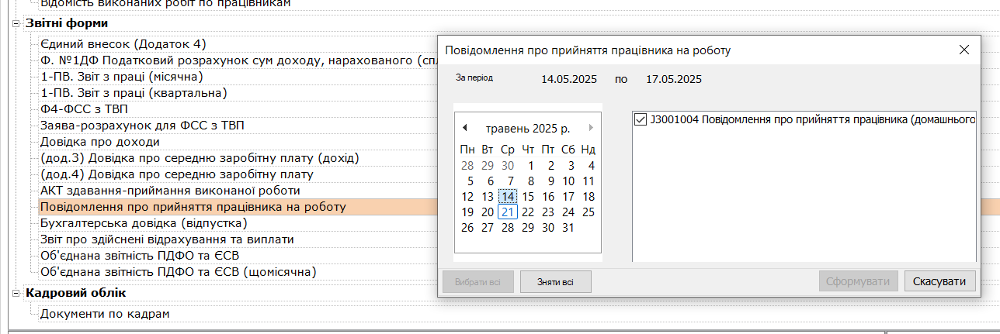 Відомість виконаних робіт по працівникам
Звітні форми
Єдиний внесок (Додаток 4)
Ф. №1ДФ Податковий розрахунок сум доходу, нарахованого
1-ПВ. Звіт з праці (місячна)
1-ПВ. Звіт з праці (квартальна)
Ф4-ФСС з ТВП
Заява-розрахунок для ФСС з ТВП
Довідка про доходи
(дод.3) Довідка про середню заробітну плату (дохід)
(дод.4) Довідка про середню заробітну плату
АКТ здавання-приймання виконаної роботи
Повідомлення про прийняття працівника на роботу
Бухгалтерська довідка (відпустка)
Звіт про здійснені відрахування та виплати
Об'єднана звітність ПДФО та ЄСВ
Об'єднана звітність ПДФО та ЄСВ (щомісячна)
Кадровий облік
Документи по кадрам
Повідомлення про прийняття працівника на роботу
За період 14.05.2025 по 17.05.2025
травень 2025 р.
Пн Вт Ср Чт Пт Сб Нд
28 29 30 1 2 3 4
5 6 7 8 9 10 11
12 13 14 15 16 17 18
19 20 21 22 23 24 25
26 27 28 29 30 31
J3001004 Повідомлення про прийняття працівника (домашнього
Вибрати всі Зняти всі Сформувати Скасувати